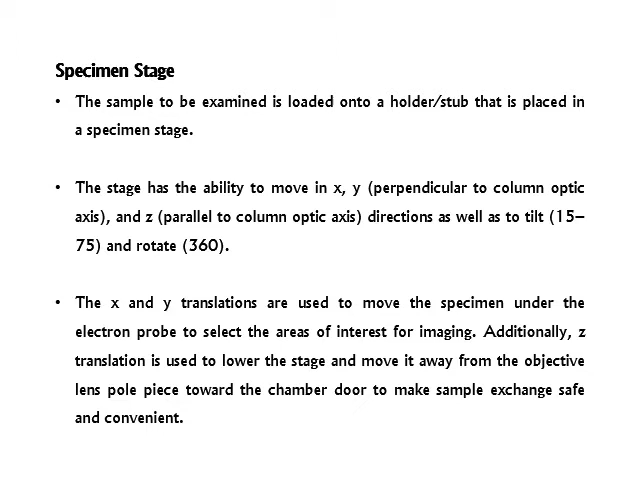 Specimen Stage
• The sample to be examined is loaded onto a holder/stub that is placed in
a specimen stage.
• The stage has the ability to move in x, y (perpendicular to column optic
axis), and z (parallel to column optic axis) directions as well as to tilt (15–
75) and rotate (360).
• The x and y translations are used to move the specimen under the
electron probe to select the areas of interest for imaging. Additionally, z
translation is used to lower the stage and move it away from the objective
lens pole piece toward the chamber door to make sample exchange safe
and convenient.